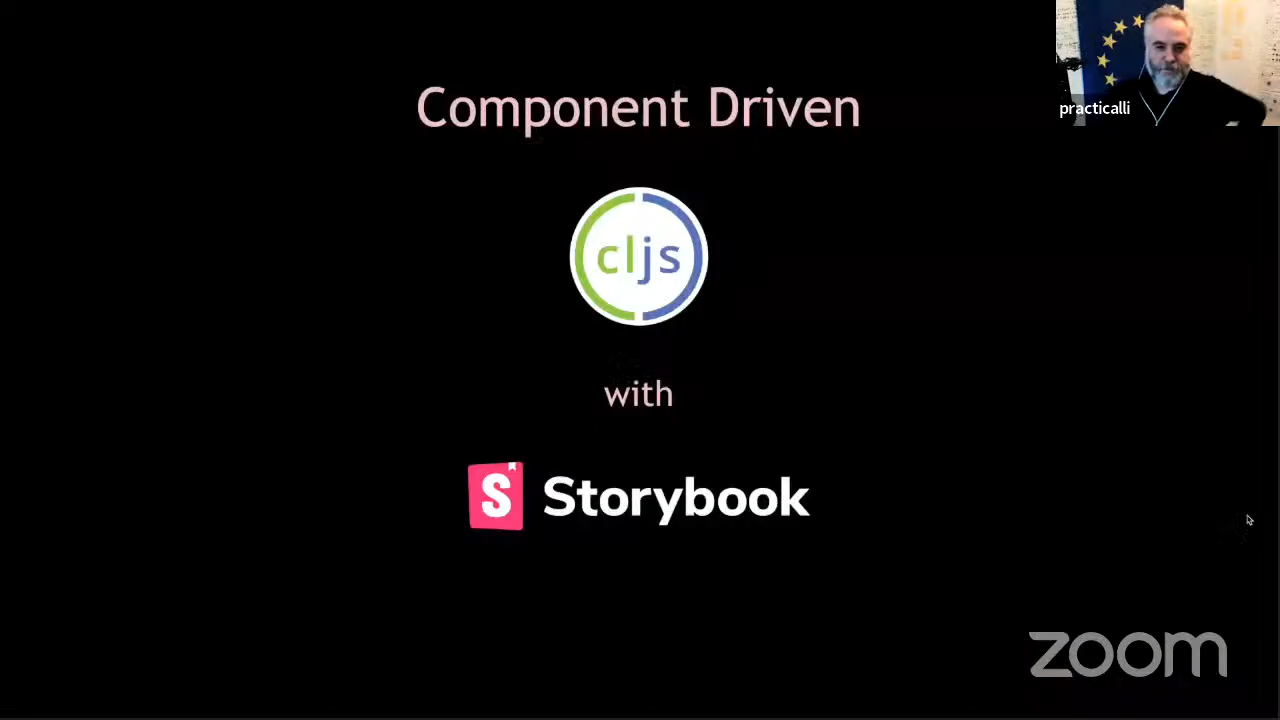 Component Driven
practicalli
cljs
with
S Storybook
zoom